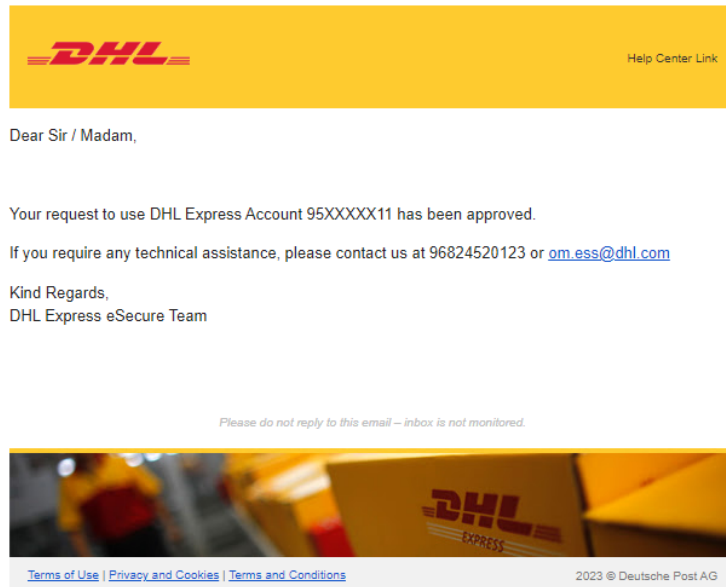 DHL
Help Center Link
Dear Sir / Madam,
Your request to use DHL Express Account 95XXXXX11 has been approved.
If you require any technical assistance, please contact us at 96824520123 or om.ess@dhl.com
Kind Regards,
DHL Express eSecure Team
Please do not reply to this email – inbox is not monitored.
DHL
EXPRESS
Terms of Use | Privacy and Cookies | Terms and Conditions
2023 © Deutsche Post AG